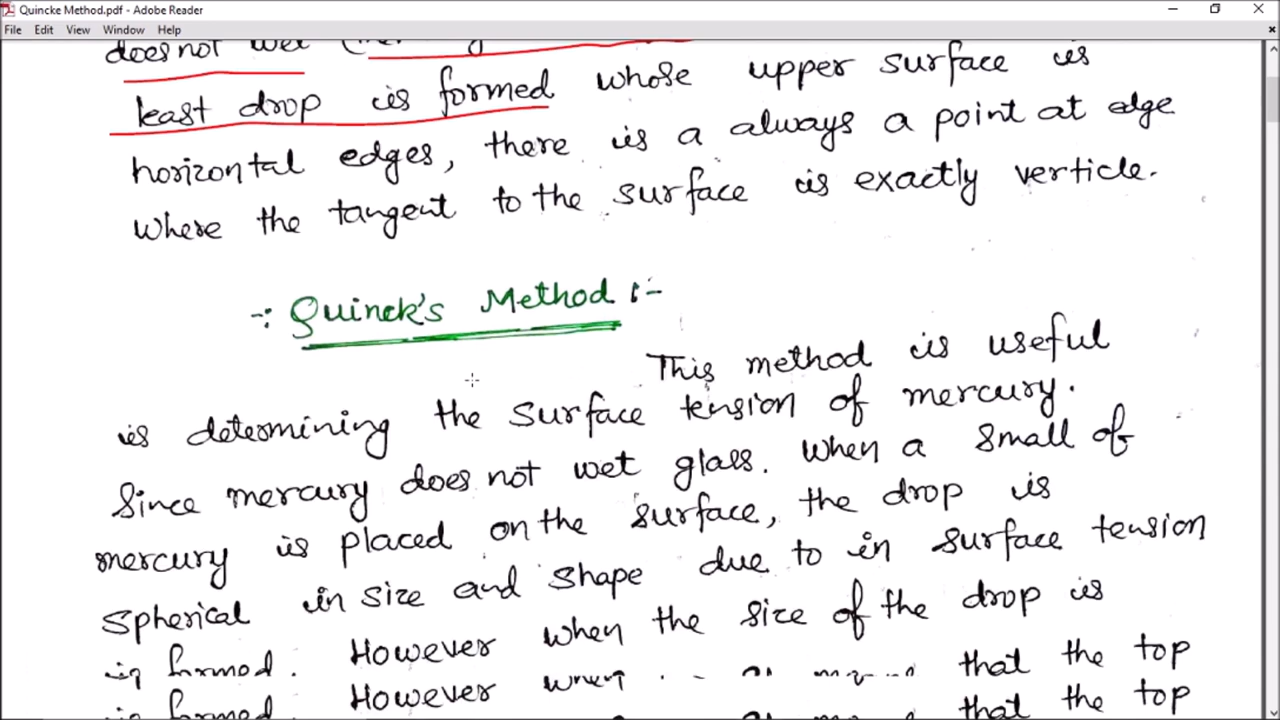 Quincke Method.pdf - Adobe Reader
File Edit View Window Help
does not wet
least drop is formed whose upper surface is
horizontal edges, there is a always a point at edge
where the tangent to the surface is exactly verticle.
-: Quinck's Method :-
This method is useful
is determining the surface tension of mercury.
Since mercury does not wet glass. When a small of
mercury is placed on the surface, the drop is
spherical in size and shape due to in surface tension
is formed. However when the size of the drop is
that the top
is formed. However when
that the top